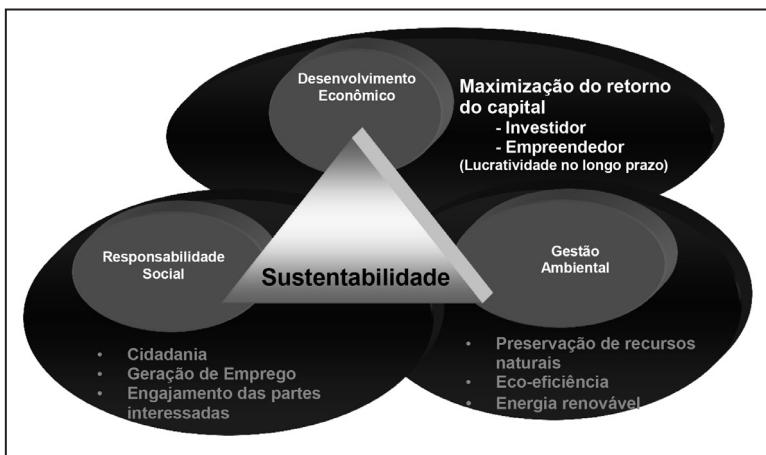 Desenvolvimento
Econômico
Maximização do retorno
do capital
- Investidor
- Empreendedor
(Lucratividade no longo prazo)
Responsabilidade
Social
Sustentabilidade
Gestão
Ambiental
• Cidadania
• Geração de Emprego
• Engajamento das partes
interessadas
• Preservação de recursos
naturais
• Eco-eficiência
• Energia renovável